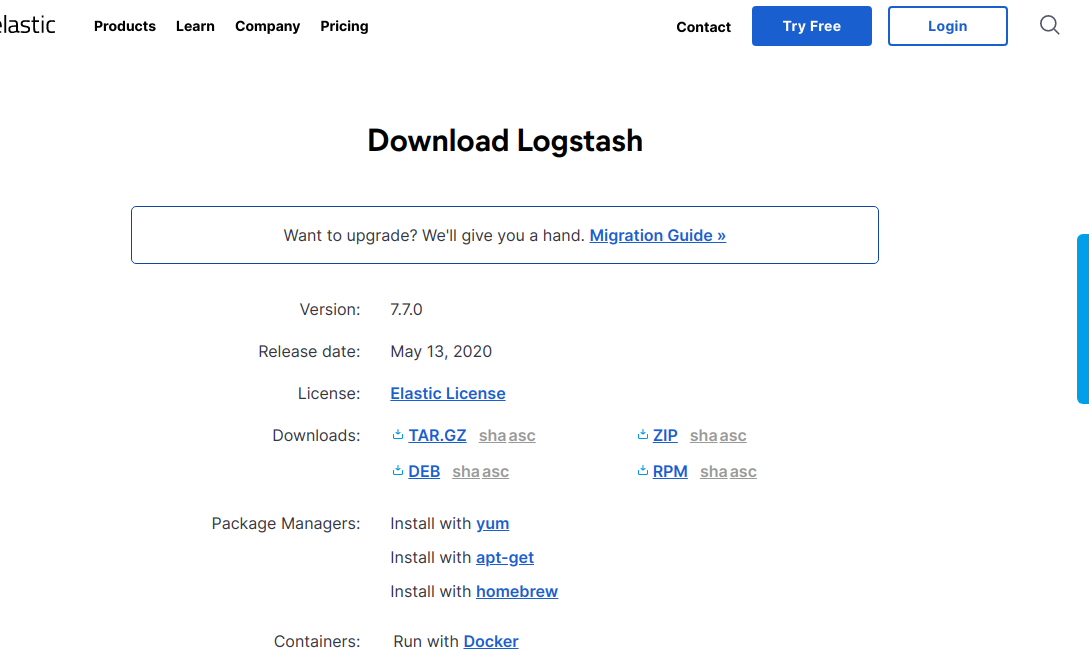 elastic Products Learn Company Pricing Contact Try Free Login
Download Logstash
Want to upgrade? We'll give you a hand. Migration Guide »
Version: 7.7.0
Release date: May 13, 2020
License: Elastic License
Downloads: TAR.GZ sha asc ZIP sha asc
DEB sha asc RPM sha asc
Package Managers: Install with yum
Install with apt-get
Install with homebrew
Containers: Run with Docker